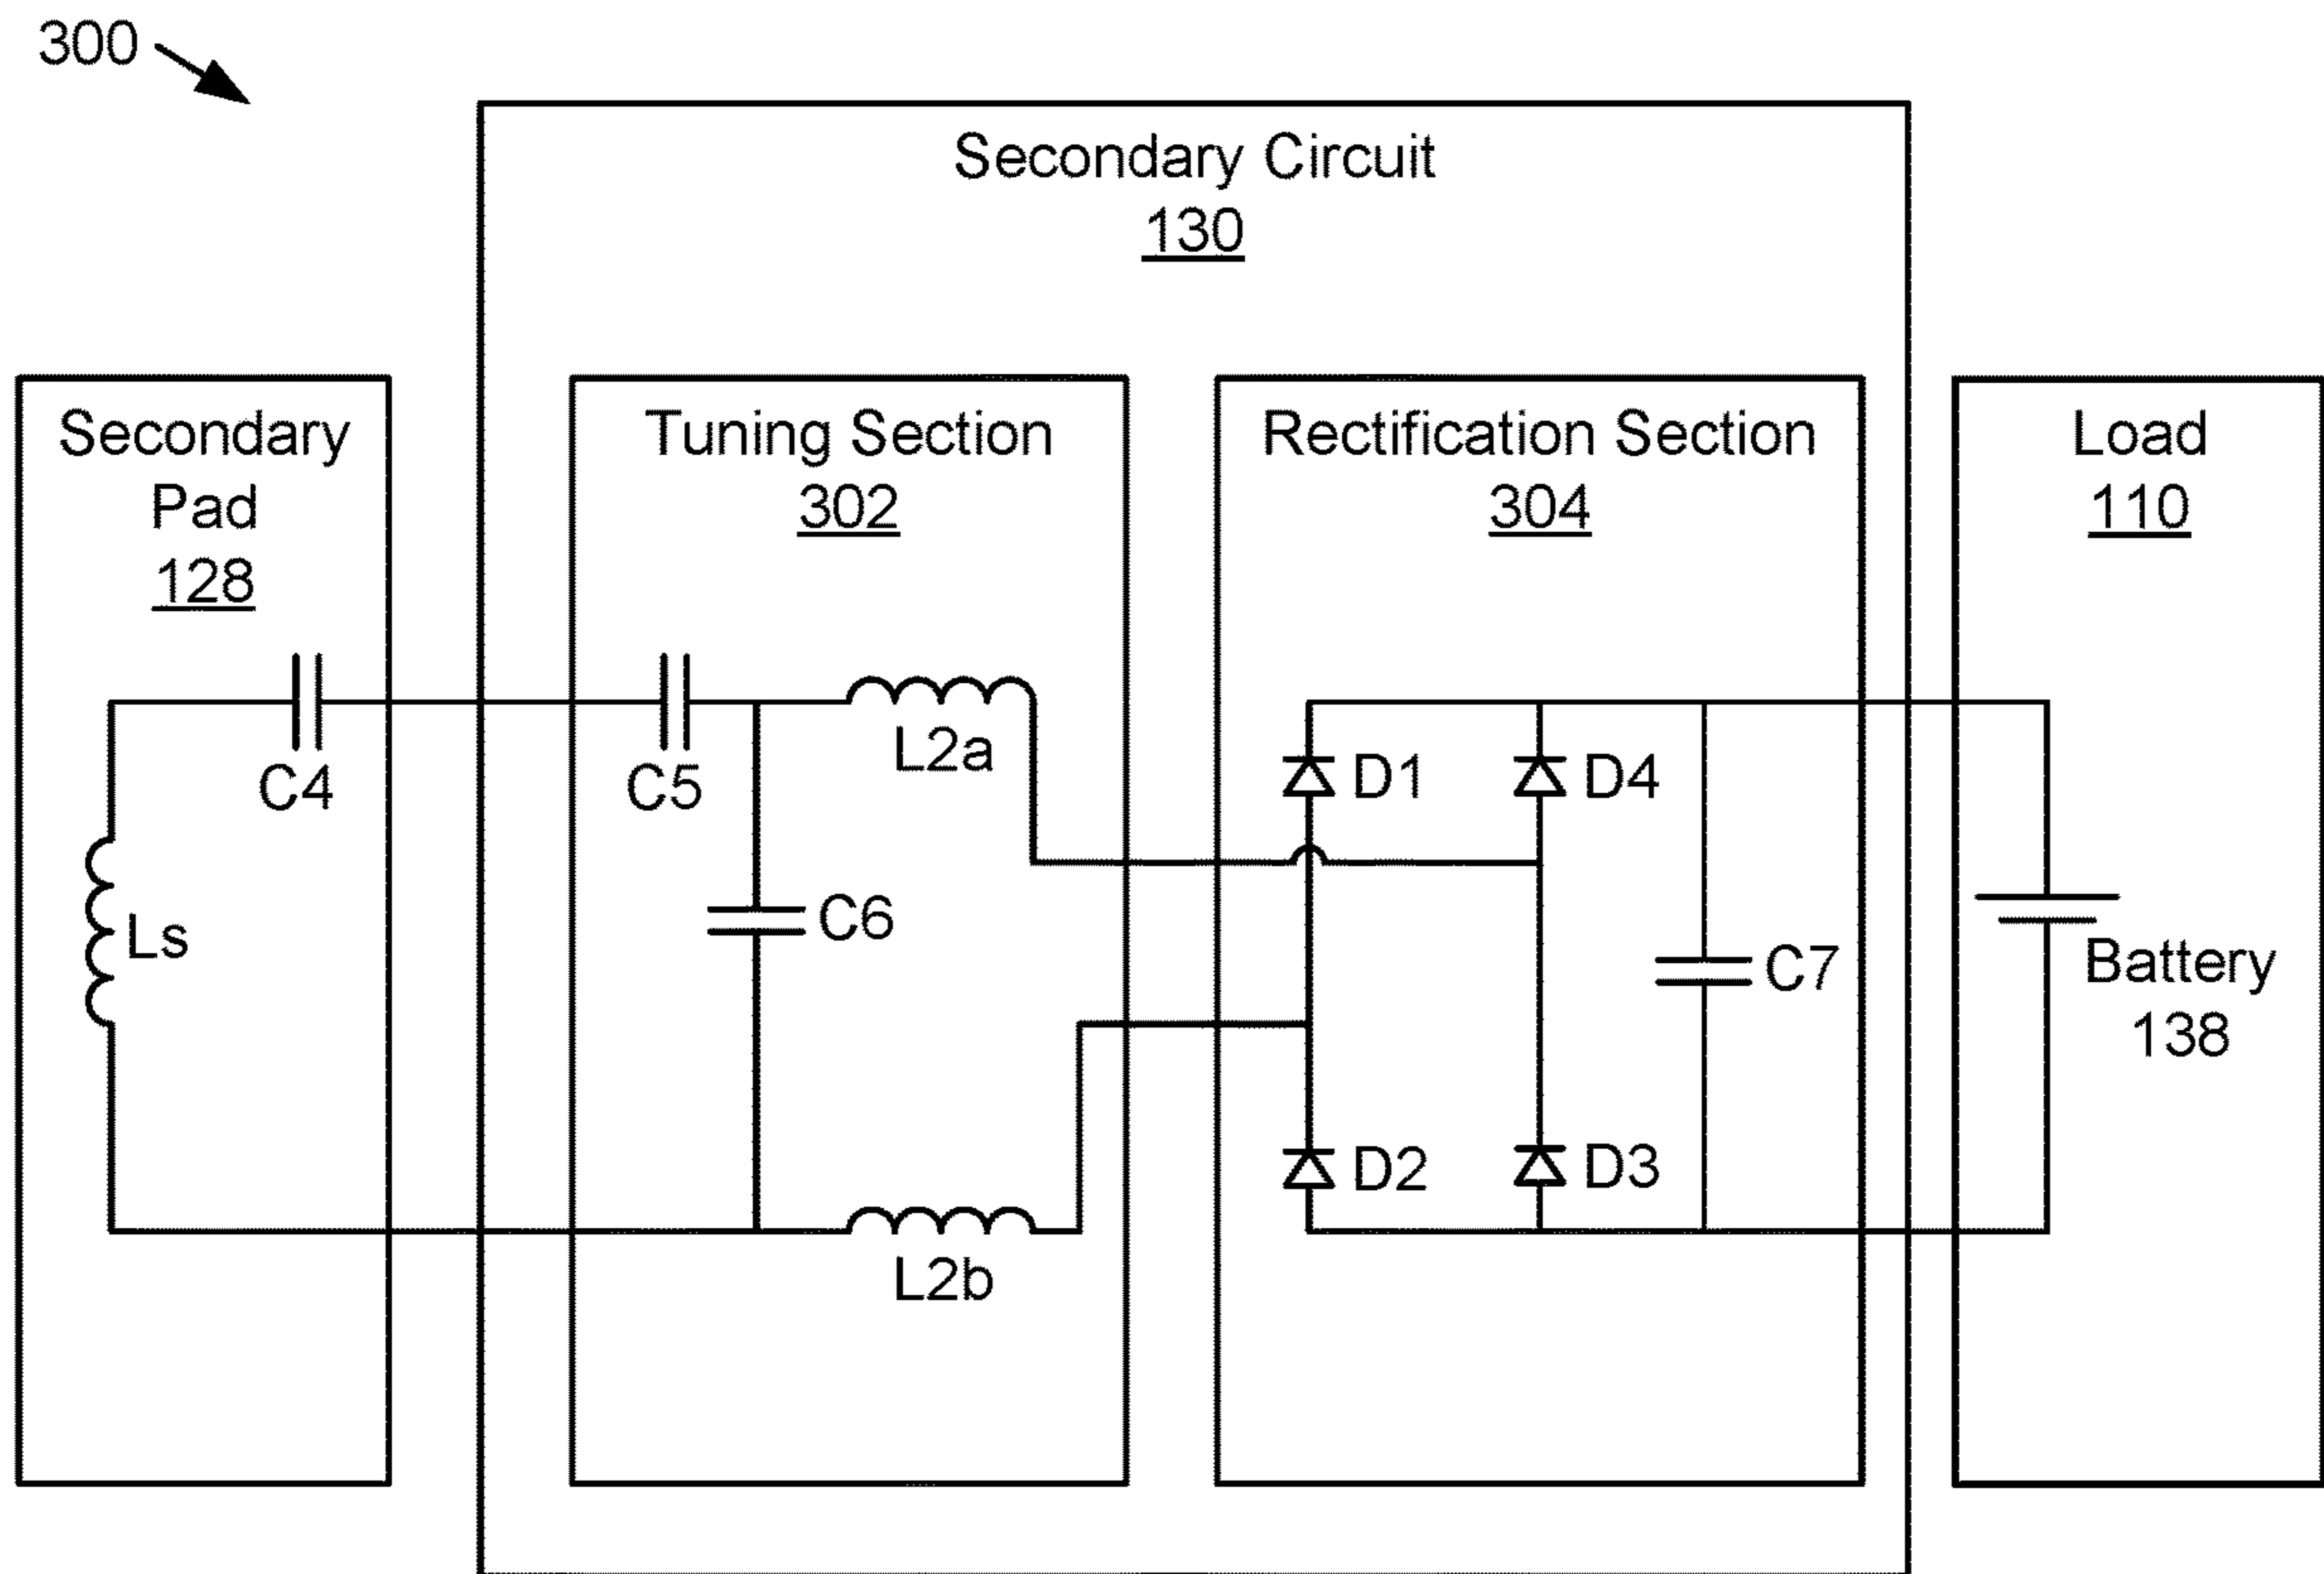 300
Secondary Circuit
130
Secondary
Pad
128
Tuning Section
302
Rectification Section
304
Load
110
C4
C5
L2a
D1
D4
Ls
C6
C7
Battery
138
D2
D3
L2b